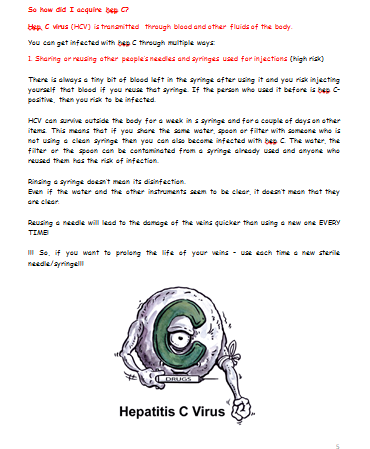 So how did I acquire hep C?
Hep. C virus (HCV) is transmitted through blood and other fluids of the body.
You can get infected with hep C through multiple ways:
1. Sharing or reusing other people's needles and syringes used for injections (high risk)
There is always a tiny bit of blood left in the syringe after using it and you risk injecting
yourself that blood if you reuse that syringe. If the person who used it before is hep C-
positive, then you risk to be infected.
HCV can survive outside the body for a week in s syringe and for a couple of days on other
items. This means that if you share the same water, spoon or filter with someone who is
not using a clean syringe then you can also become infected with hep C. The water, the
filter or the spoon can be contaminated from a syringe already used and anyone who
reused them has the risk of infection.
Rinsing a syringe doesn't mean its disinfection.
Even if the water and the other instruments seem to be clear, it doesn't mean that they
are clear.
Reusing a needle will lead to the damage of the veins quicker than using a new one EVERY
TIME!
!!! So, if you want to prolong the life of your veins – use each time a new sterile
needle/syringe!!!
C
DRUGS
Hepatitis C Virus
5